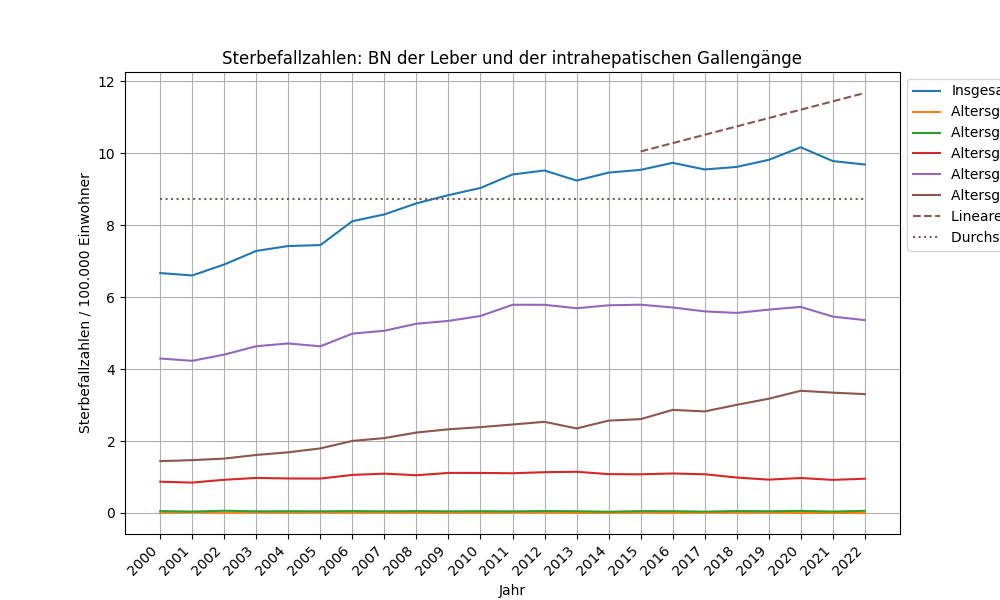 Sterbefallzahlen: BN der Leber und der intrahepatischen Gallengänge
Sterbefallzahlen / 100.000 Einwohner
12
10
8
6
4
2
0
2000 2001 2002 2003 2004 2005 2006 2007 2008 2009 2010 2011 2012 2013 2014 2015 2016 2017 2018 2019 2020 2021 2022
Jahr
Insgesa
Altersg
Altersg
Altersg
Altersg
Altersg
Lineare
Durchs